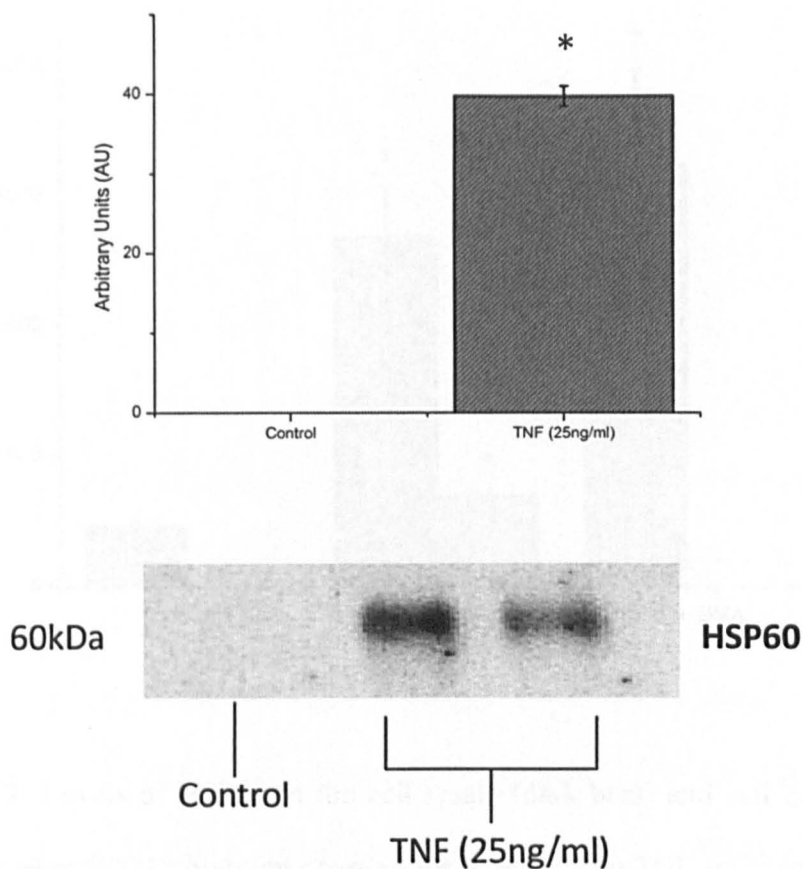 *
40
20
0
Arbitrary Units (AU)
Control TNF (25ng/ml)
60kDa HSP60
Control
TNF (25ng/ml)